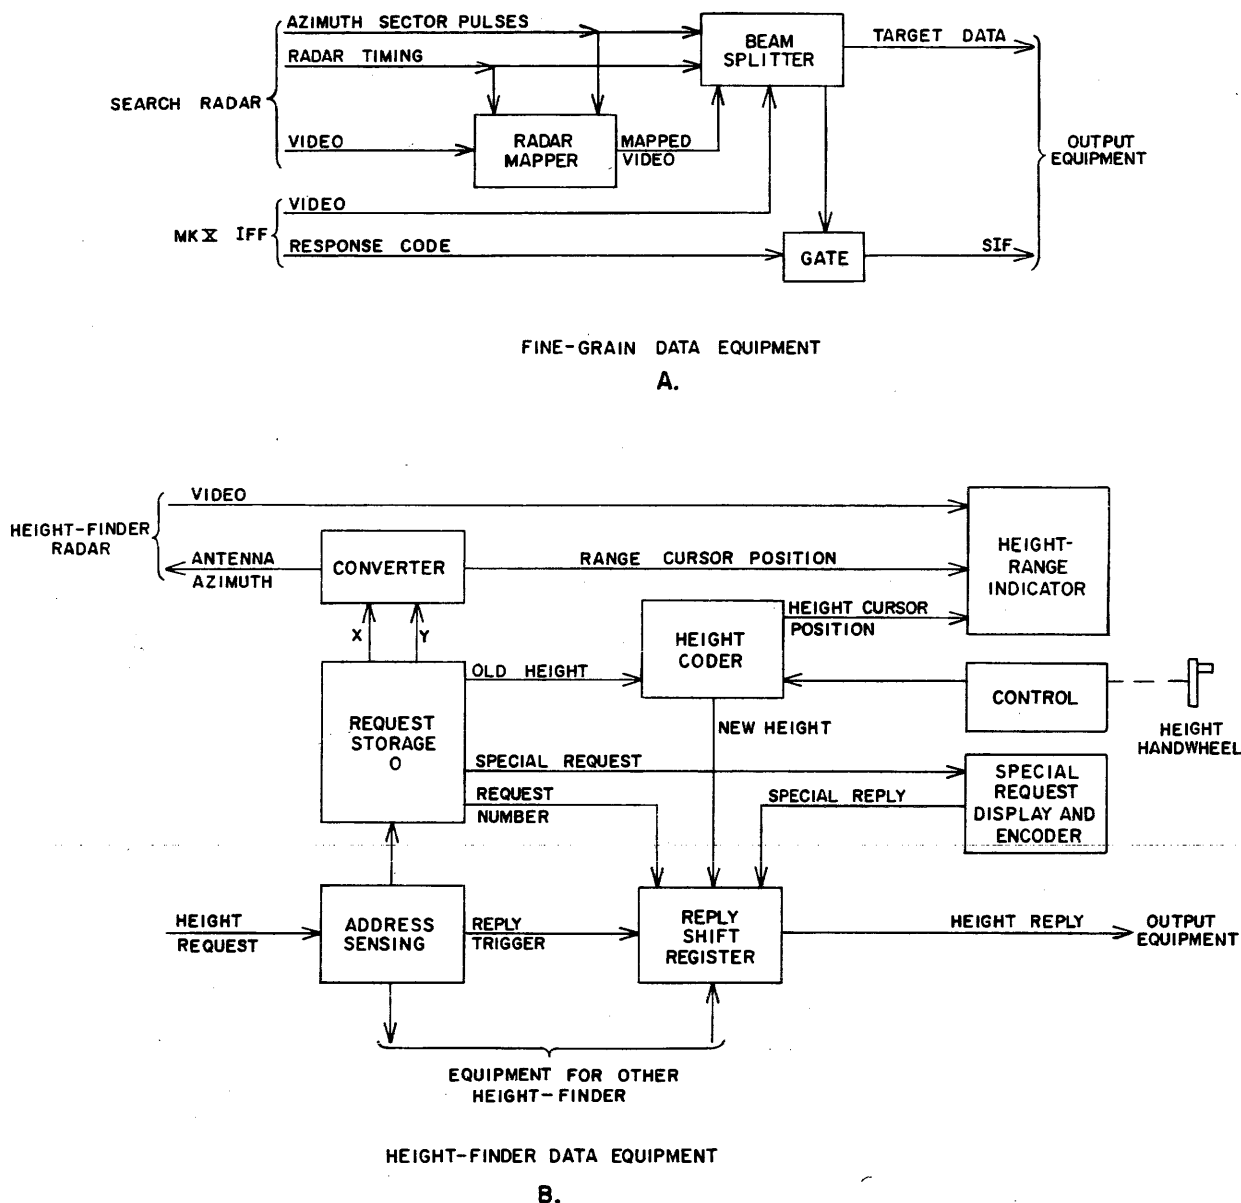 AZIMUTH SECTOR PULSES
RADAR TIMING
SEARCH RADAR
VIDEO
BEAM
SPLITTER
TARGET DATA
RADAR
MAPPER
MAPPED
VIDEO
OUTPUT
EQUIPMENT
VIDEO
MK X IFF
RESPONSE CODE
GATE
SIF
FINE-GRAIN DATA EQUIPMENT
A.
VIDEO
HEIGHT-FINDER
RADAR
ANTENNA
AZIMUTH
CONVERTER
RANGE CURSOR POSITION
HEIGHT-
RANGE
INDICATOR
X
Y
HEIGHT CURSOR
POSITION
HEIGHT
CODER
OLD HEIGHT
CONTROL
HEIGHT
HANDWHEEL
REQUEST
STORAGE
O
NEW HEIGHT
SPECIAL REQUEST
REQUEST
NUMBER
SPECIAL REPLY
SPECIAL
REQUEST
DISPLAY AND
ENCODER
HEIGHT
REQUEST
ADDRESS
SENSING
REPLY
TRIGGER
REPLY
SHIFT
REGISTER
HEIGHT REPLY
OUTPUT
EQUIPMENT
EQUIPMENT FOR OTHER
HEIGHT-FINDER
HEIGHT-FINDER DATA EQUIPMENT
B.